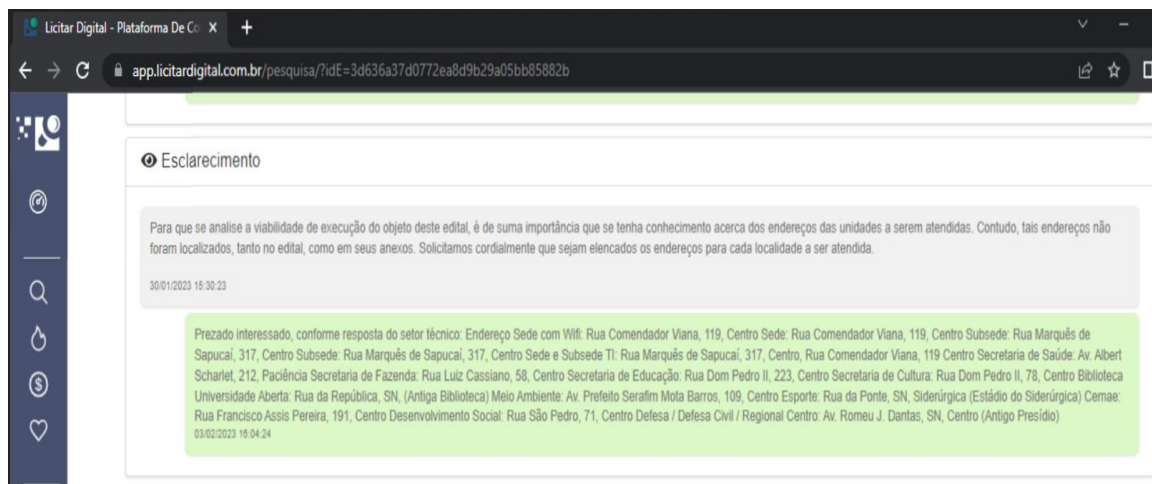 Licitar Digital - Plataforma De Co
app.licitardigital.com.br/pesquisa/?idE=3d636a37d0772ea8d9b29a05bb85882b
Esclarecimento
Para que se analise a viabilidade de execução do objeto deste edital, é de suma importância que se tenha conhecimento acerca dos endereços das unidades a serem atendidas. Contudo, tais endereços não
foram localizados, tanto no edital, como em seus anexos. Solicitamos cordialmente que sejam elencados os endereços para cada localidade a ser atendida.
30/01/2023 15:30:23
Prezado interessado, conforme resposta do setor técnico: Endereço Sede com Wifi: Rua Comendador Viana, 119, Centro Sede: Rua Comendador Viana, 119, Centro Subsede: Rua Marquês de
Sapucaí, 317, Centro Subsede: Rua Marquês de Sapucaí, 317, Centro Sede e Subsede TI: Rua Marquês de Sapucaí, 317, Centro, Rua Comendador Viana, 119 Centro Secretaria de Saúde: Av. Albert
Scharlet, 212, Paciência Secretaria de Fazenda: Rua Luiz Cassiano, 58, Centro Secretaria de Educação: Rua Dom Pedro II, 223, Centro Secretaria de Cultura: Rua Dom Pedro II, 78, Centro Biblioteca
Universidade Aberta: Rua da República, SN, (Antiga Biblioteca) Meio Ambiente: Av. Prefeito Serafim Mota Barros, 109, Centro Esporte: Rua da Ponte, SN, Siderúrgica (Estádio do Siderúrgica) Cemae:
Rua Francisco Assis Pereira, 191, Centro Desenvolvimento Social: Rua São Pedro, 71, Centro Defesa / Defesa Civil / Regional Centro: Av. Romeu J. Dantas, SN, Centro (Antigo Presídio)
03/02/2023 16:04:24